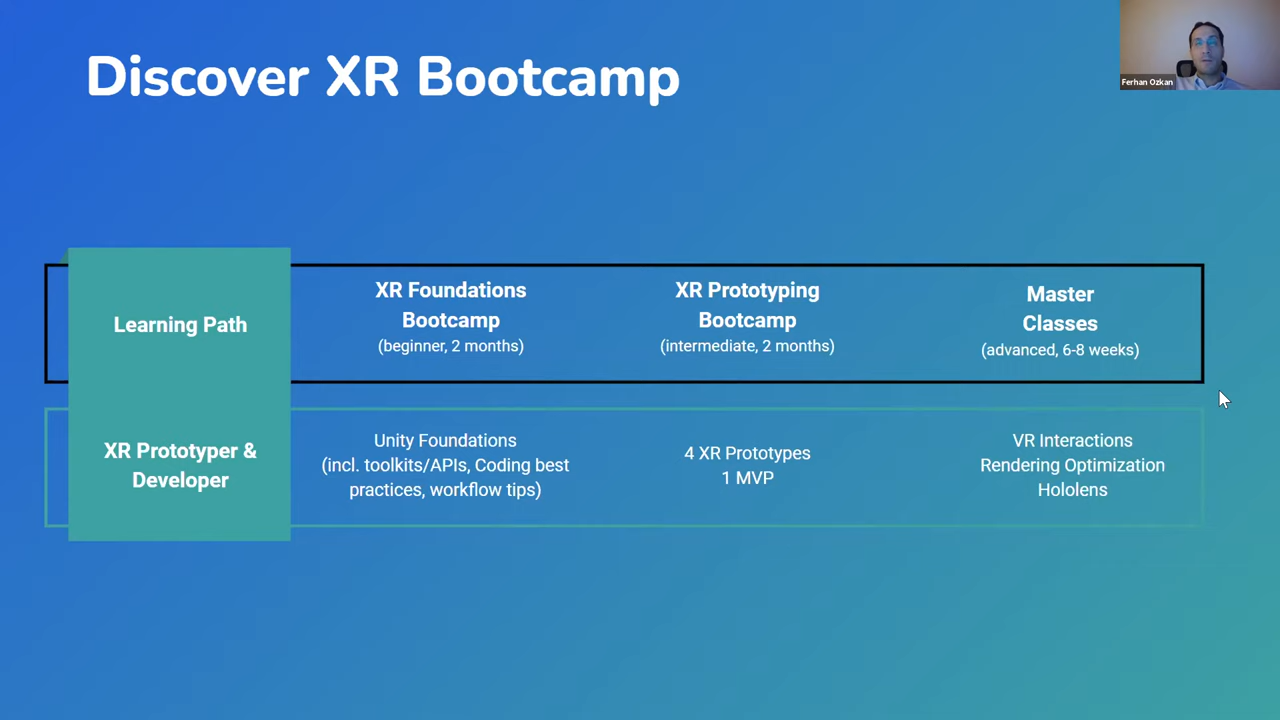 Discover XR Bootcamp
Ferhan Ozkan
Learning Path
XR Foundations
Bootcamp
(beginner, 2 months)
XR Prototyping
Bootcamp
(intermediate, 2 months)
Master
Classes
(advanced, 6-8 weeks)
XR Prototyper &
Developer
Unity Foundations
(incl. toolkits/APIs, Coding best
practices, workflow tips)
4 XR Prototypes
1 MVP
VR Interactions
Rendering Optimization
Hololens